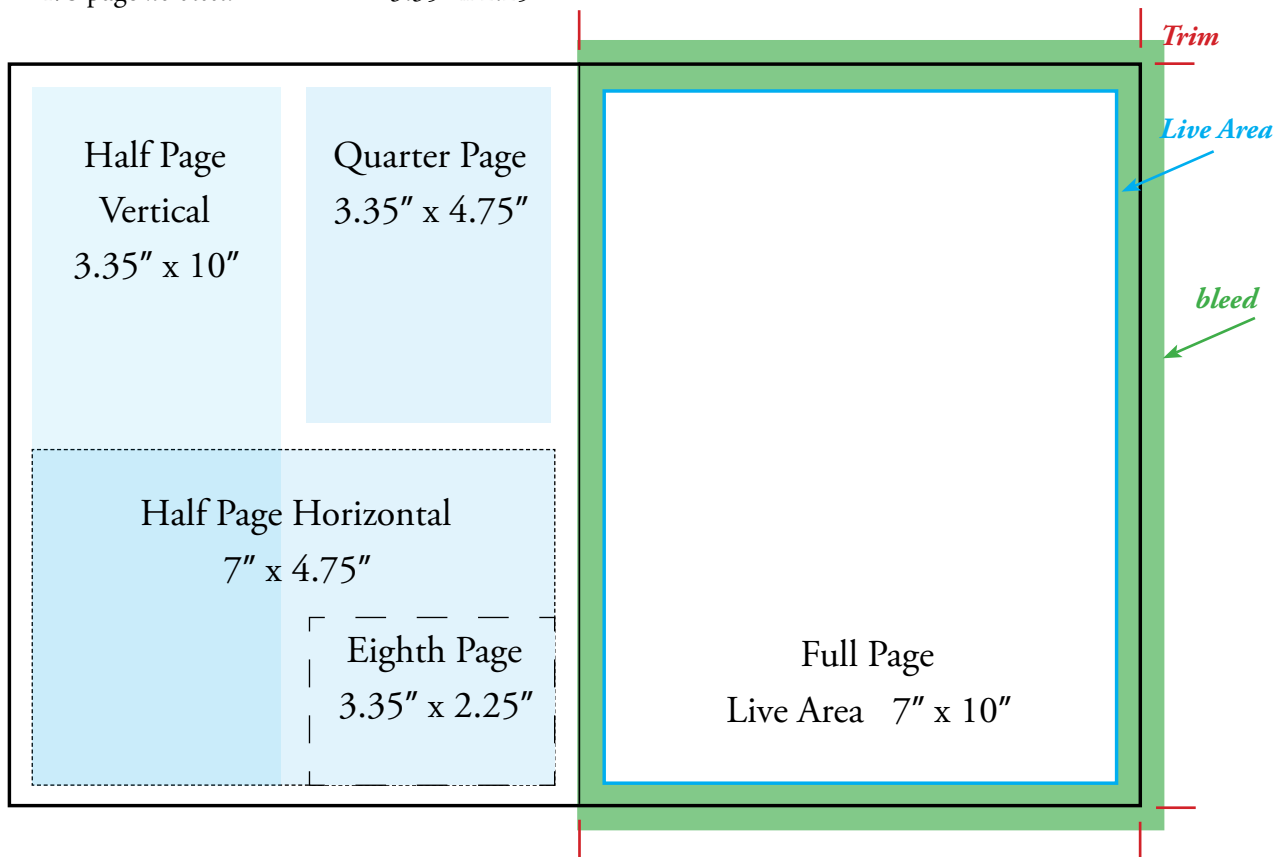 Trim
Half Page
Vertical
3.35″ x 10″
Quarter Page
3.35″ x 4.75″
Live Area
bleed
Half Page Horizontal
7″ x 4.75″
Eighth Page
3.35″ x 2.25″
Full Page
Live Area 7″ x 10″